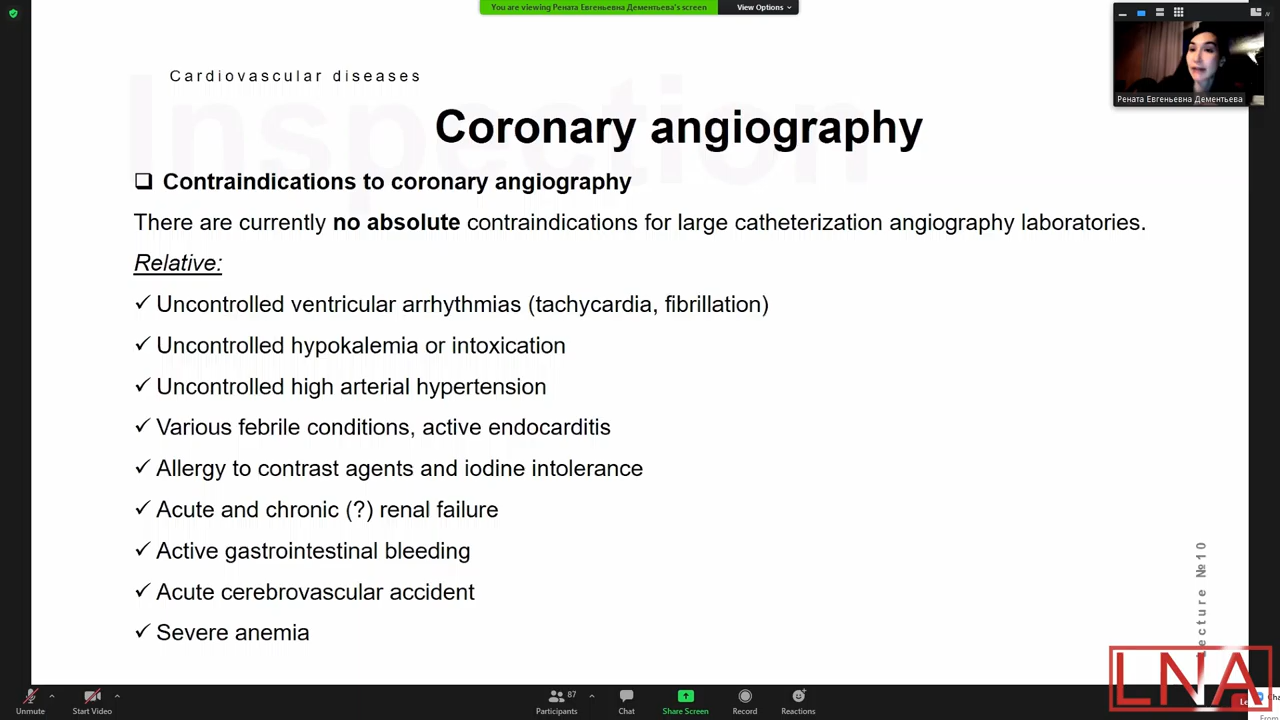 You are viewing Рената Евгеньевна Дементьева's screen
View Options
Рената Евгеньевна Дементьева
Cardiovascular diseases
Inspection
Coronary angiography
Contraindications to coronary angiography
There are currently no absolute contraindications for large catheterization angiography laboratories.
Relative:
✓ Uncontrolled ventricular arrhythmias (tachycardia, fibrillation)
✓ Uncontrolled hypokalemia or intoxication
✓ Uncontrolled high arterial hypertension
✓ Various febrile conditions, active endocarditis
✓ Allergy to contrast agents and iodine intolerance
✓ Acute and chronic (?) renal failure
✓ Active gastrointestinal bleeding
✓ Acute cerebrovascular accident
✓ Severe anemia
Lecture №10
LNA
Unmute
Start Video
Participants
87
Chat
Share Screen
Record
Reactions